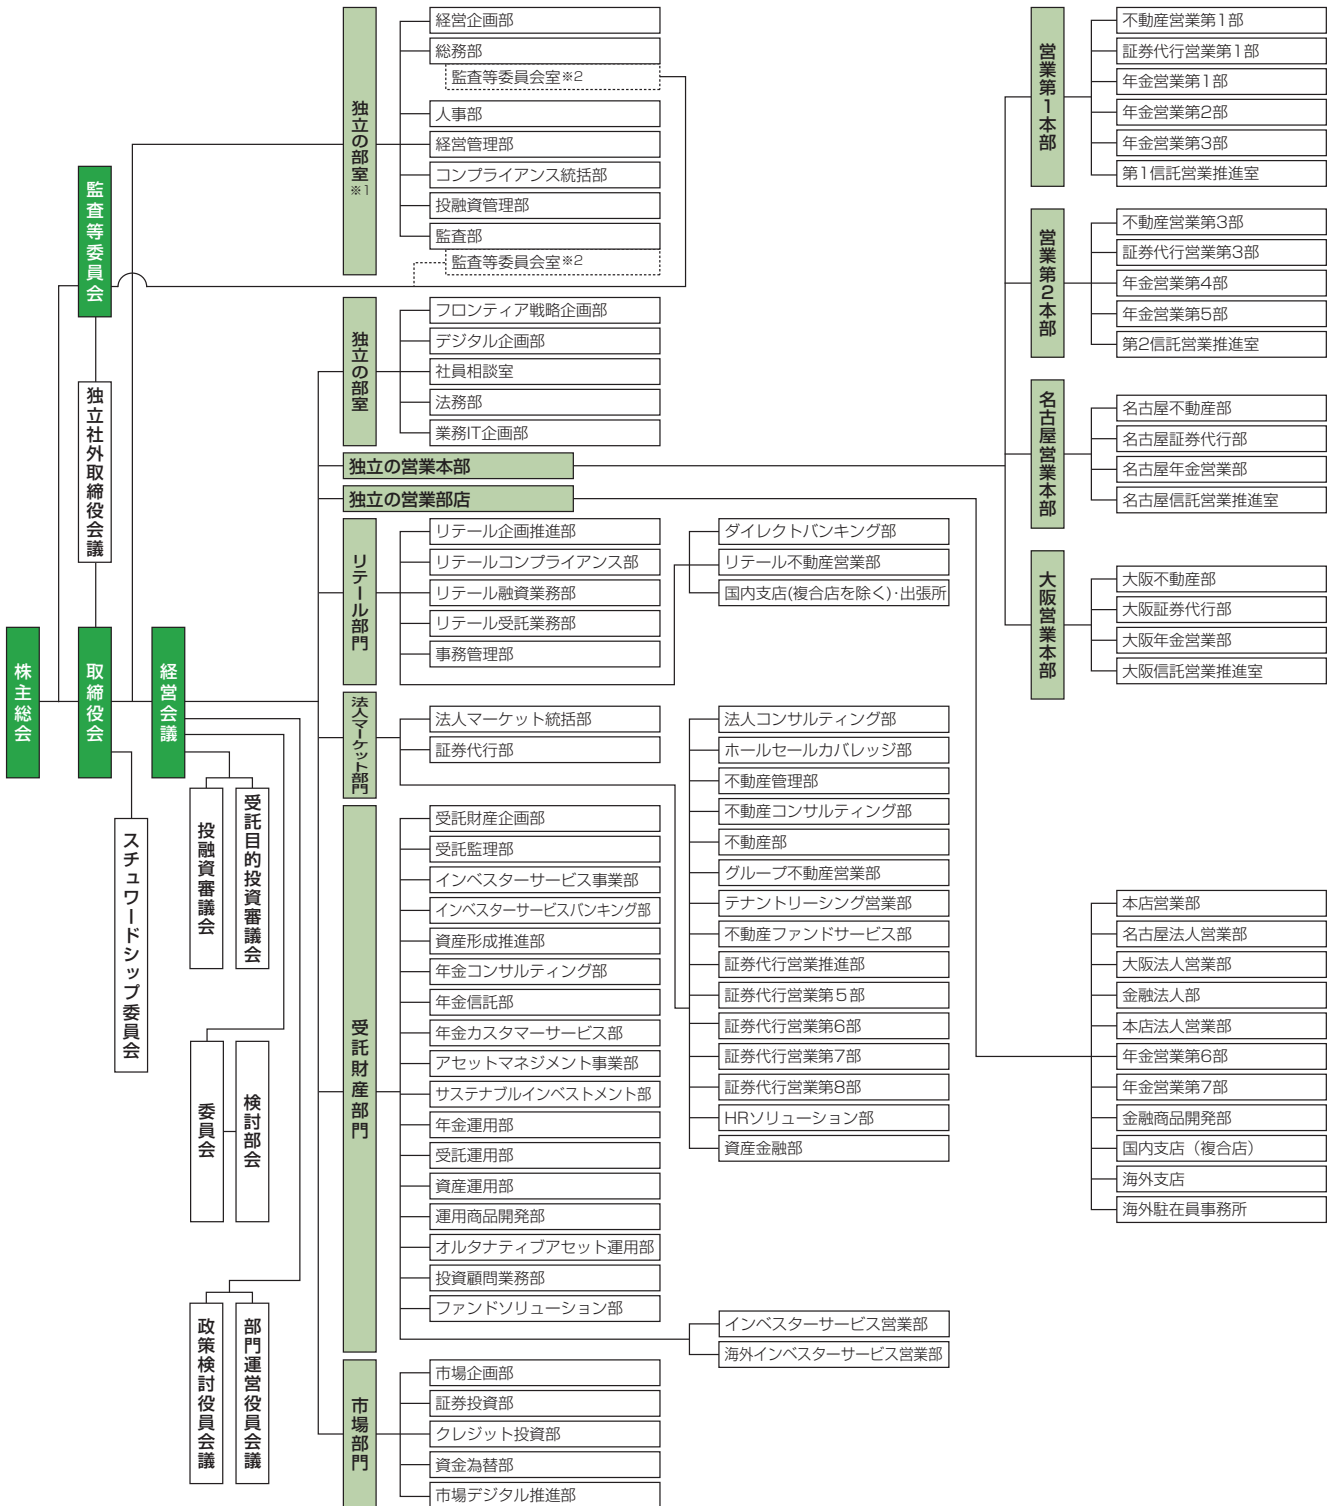 株主総会
監査等委員会
独立社外取締役会議
取締役会
経営会議
スチュワードシップ委員会
投融資審議会
受託目的投資審議会
委員会
検討部会
政策検討役員会議
部門運営役員会議
独立の部室
※1
経営企画部
総務部
監査等委員会室※2
人事部
経営管理部
コンプライアンス統括部
投融資管理部
監査部
監査等委員会室※2
独立の部室
フロンティア戦略企画部
デジタル企画部
社員相談室
法務部
業務IT企画部
独立の営業本部
独立の営業部店
リテール部門
リテール企画推進部
リテールコンプライアンス部
リテール融資業務部
リテール受託業務部
事務管理部
ダイレクトバンキング部
リテール不動産営業部
国内支店(複合店を除く)・出張所
法人マーケット部門
法人マーケット統括部
証券代行部
法人コンサルティング部
ホールセールカバレッジ部
不動産管理部
不動産コンサルティング部
不動産部
グループ不動産営業部
テナントリーシング営業部
不動産ファンドサービス部
証券代行営業推進部
証券代行営業第5部
証券代行営業第6部
証券代行営業第7部
証券代行営業第8部
HRソリューション部
資産金融部
受託財産部門
受託財産企画部
受託監理部
インベスターサービス事業部
インベスターサービスバンキング部
資産形成推進部
年金コンサルティング部
年金信託部
年金カスタマーサービス部
アセットマネジメント事業部
サステナブルインベストメント部
年金運用部
受託運用部
資産運用部
運用商品開発部
オルタナティブアセット運用部
投資顧問業務部
ファンドソリューション部
インベスターサービス営業部
海外インベスターサービス営業部
市場部門
市場企画部
証券投資部
クレジット投資部
資金為替部
市場デジタル推進部
営業第1本部
不動産営業第1部
証券代行営業第1部
年金営業第1部
年金営業第2部
年金営業第3部
第1信託営業推進室
営業第2本部
不動産営業第3部
証券代行営業第3部
年金営業第4部
年金営業第5部
第2信託営業推進室
名古屋営業本部
名古屋不動産部
名古屋証券代行部
名古屋年金営業部
名古屋信託営業推進室
大阪営業本部
大阪不動産部
大阪証券代行部
大阪年金営業部
大阪信託営業推進室
本店営業部
名古屋法人営業部
大阪法人営業部
金融法人部
本店法人営業部
年金営業第6部
年金営業第7部
金融商品開発部
国内支店（複合店）
海外支店
海外駐在員事務所